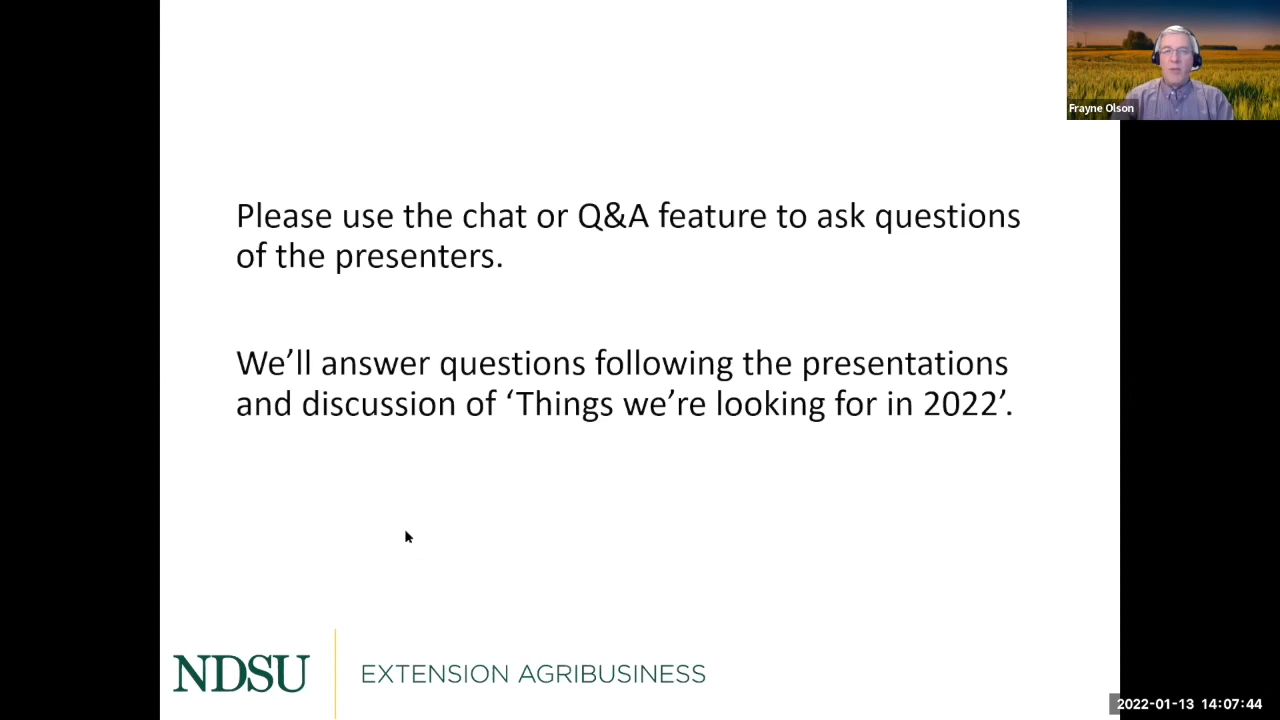 Frayne Olson
Please use the chat or Q&A feature to ask questions
of the presenters.
We’ll answer questions following the presentations
and discussion of ‘Things we’re looking for in 2022’.
NDSU
EXTENSION AGRIBUSINESS
2022-01-13 14:07:44